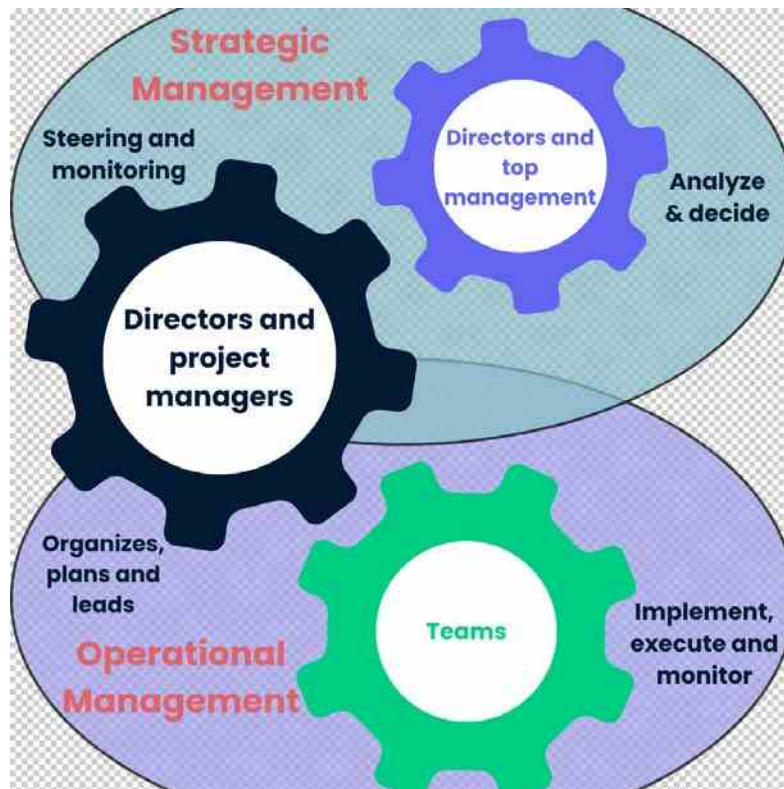 Strategic
Management
Steering and
monitoring
Directors and
top
management
Analyze
& decide
Directors and
project
managers
Organizes,
plans and
leads
Operational
Management
Teams
Implement,
execute and
monitor